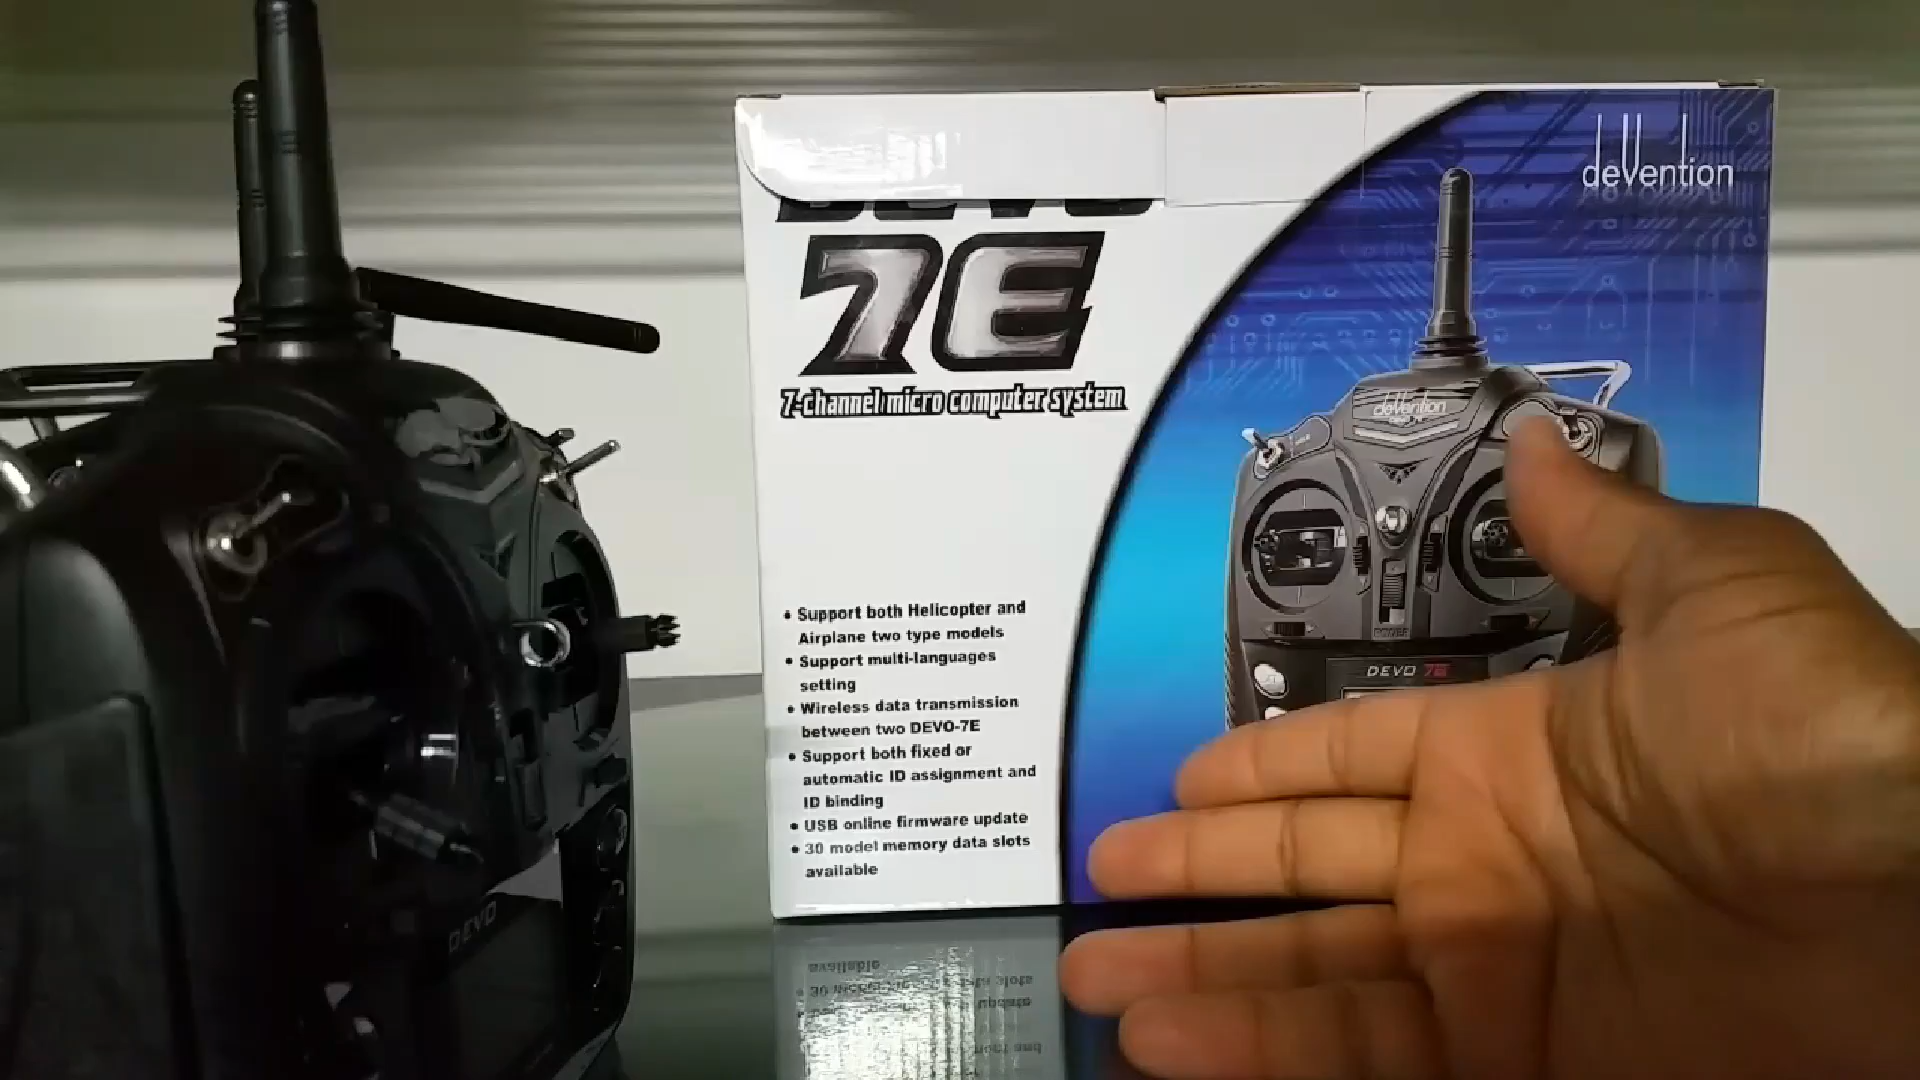 deVention
DEVO
7E
7-channel micro computer system
deVention
• Support both Helicopter and
Airplane two type models
• Support multi-languages
setting
• Wireless data transmission
between two DEVO-7E
• Support both fixed or
automatic ID assignment and
ID binding
• USB online firmware update
• 30 model memory data slots
available
POWER
DEVO 7E
DEVO